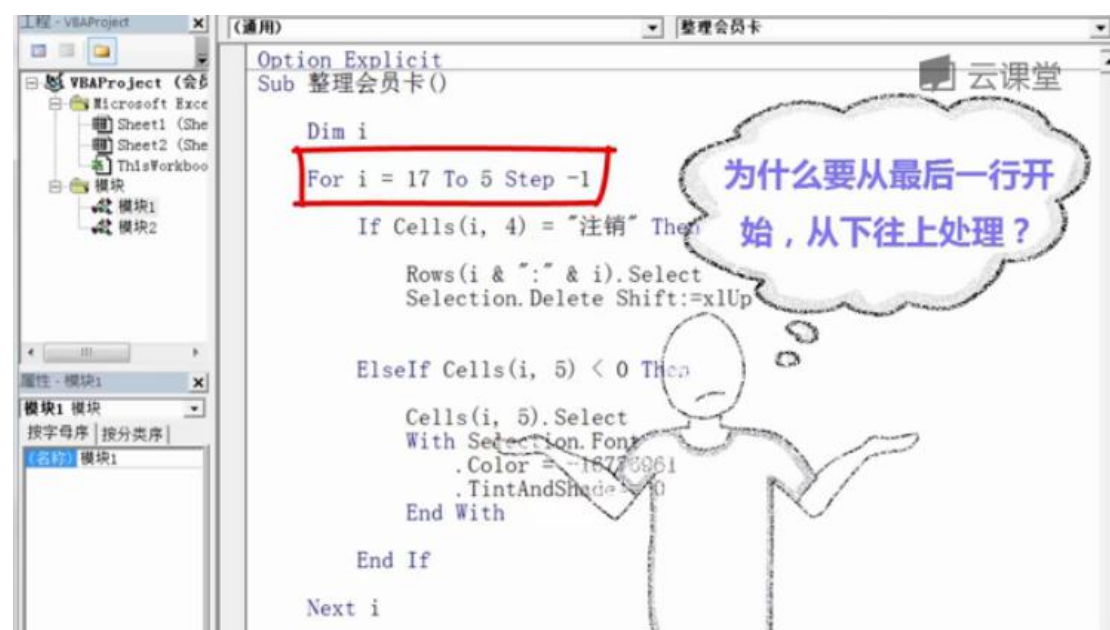 工程 - VBAProject
(通用)
整理会员卡
VBAProject (会员
Microsoft Exce
Sheet1 (She
Sheet2 (She
ThisWorkboo
模块
模块1
模块2
属性 - 模块1
模块1 模块
按字母序 按分类序
(名称) 模块1
Option Explicit
Sub 整理会员卡()
Dim i
For i = 17 To 5 Step -1
If Cells(i, 4) = "注销" Then
Rows(i & ":" & i).Select
Selection.Delete Shift:=xlUp
ElseIf Cells(i, 5) < 0 Then
Cells(i, 5).Select
With Selection.Font
.Color = -16776961
.TintAndShade = 0
End With
End If
Next i
云课堂
为什么要从最后一行开
始，从下往上处理？